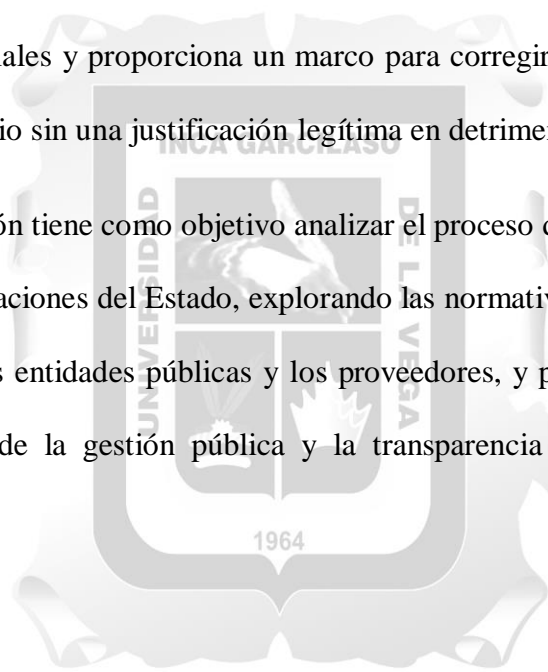 ales y proporciona un marco para corregir
io sin una justificación legítima en detrime
INCA GARCILASO
ón tiene como objetivo analizar el proceso
aciones del Estado, explorando las normativ
s entidades públicas y los proveedores, y p
de la gestión pública y la transparencia
UNIVERSIDAD
DE LA VEGA
1964